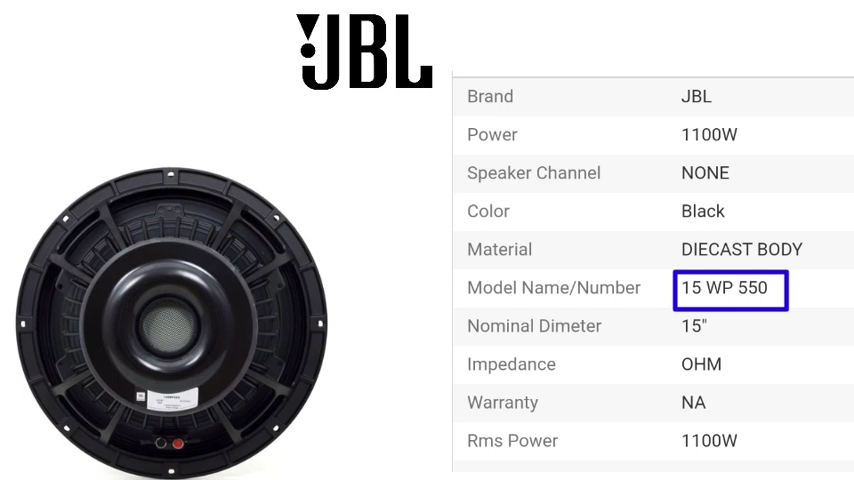 JBL
Brand JBL
Power 1100W
Speaker Channel NONE
Color Black
Material DIECAST BODY
Model Name/Number 15 WP 550
Nominal Dimeter 15"
Impedance OHM
Warranty NA
Rms Power 1100W